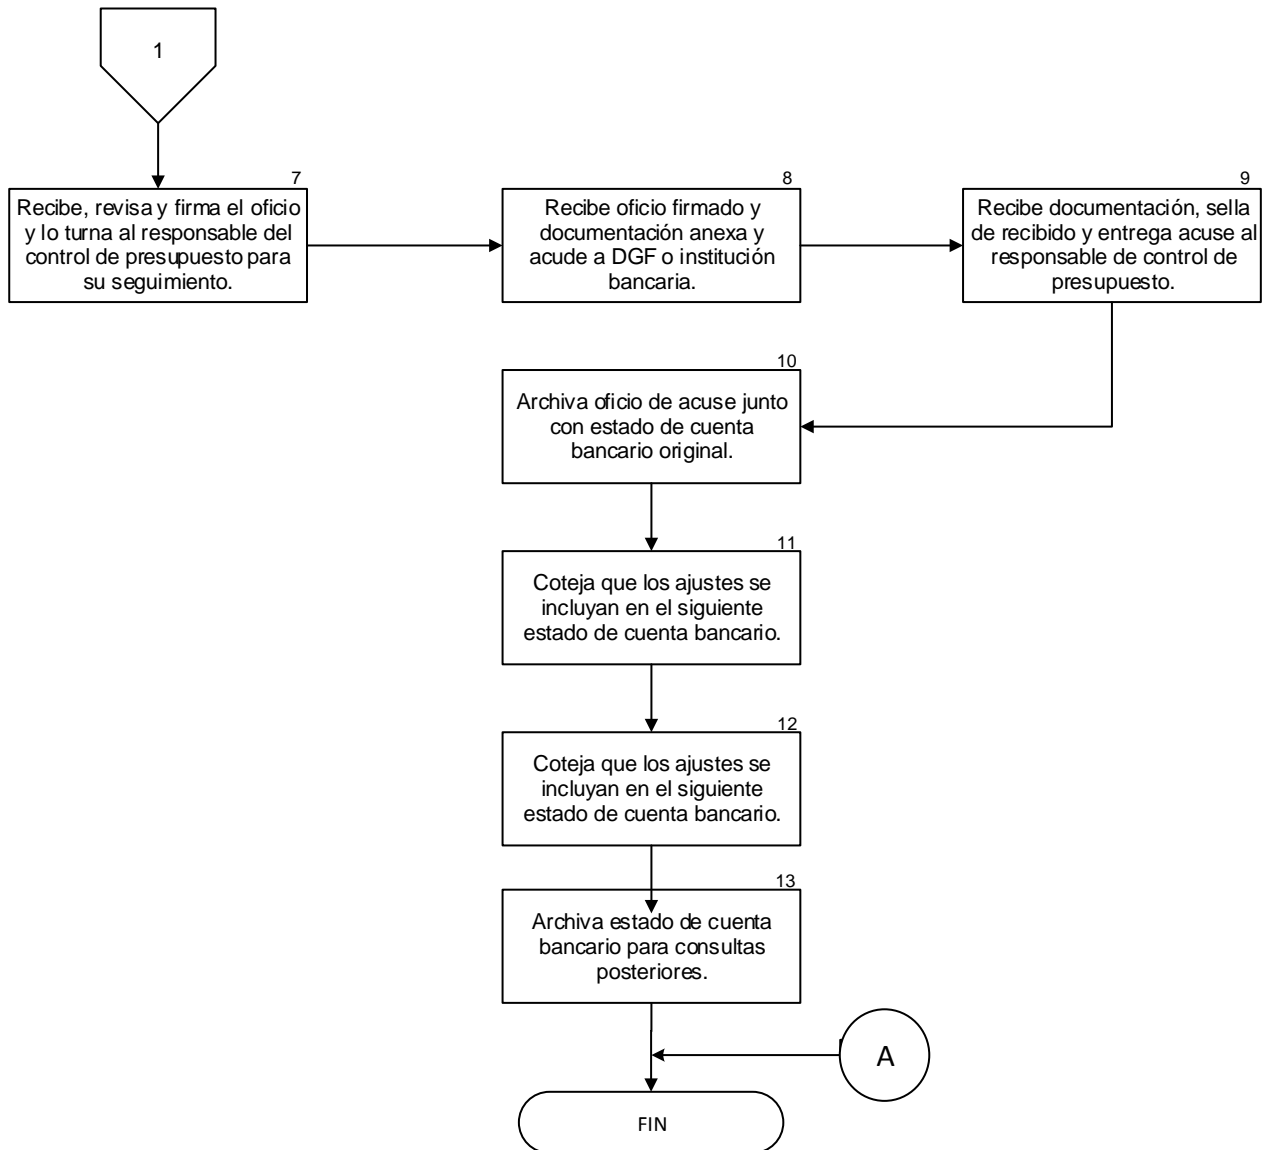 1
7
Recibe, revisa y firma el oficio
y lo turna al responsable del
control de presupuesto para
su seguimiento.
8
Recibe oficio firmado y
documentación anexa y
acude a DGF o institución
bancaria.
9
Recibe documentación, sella
de recibido y entrega acuse al
responsable de control de
presupuesto.
10
Archiva oficio de acuse junto
con estado de cuenta
bancario original.
11
Coteja que los ajustes se
incluyan en el siguiente
estado de cuenta bancario.
12
Coteja que los ajustes se
incluyan en el siguiente
estado de cuenta bancario.
13
Archiva estado de cuenta
bancario para consultas
posteriores.
A
FIN